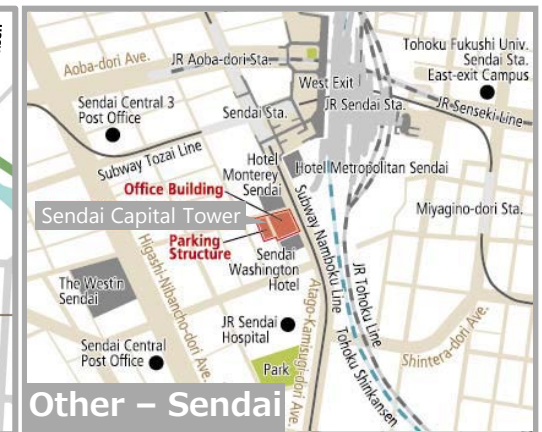 Aoba-dori Ave.
JR Aoba-dori Sta.
Tohoku Fukushi Univ.
Sendai Sta.
East-exit Campus
West Exit
Sendai Central 3
Post Office
Sendai Sta.
JR Sendai Sta.
JR Senseki Line
Subway Tozai Line
Hotel
Monterey
Sendai
Hotel Metropolitan Sendai
Office Building
Sendai Capital Tower
Miyagino-dori Sta.
Parking
Structure
Sendai
Washington
Hotel
Subway Namboku Line
Higashi Nibancho-dori Ave.
The Westin
Sendai
JR Sendai
Hospital
Atago-Kamisugi-dori Ave.
JR Tohoku Line
Tohoku Shinkansen
Shintera-dori Ave.
Sendai Central
Post Office
Park
Other – Sendai